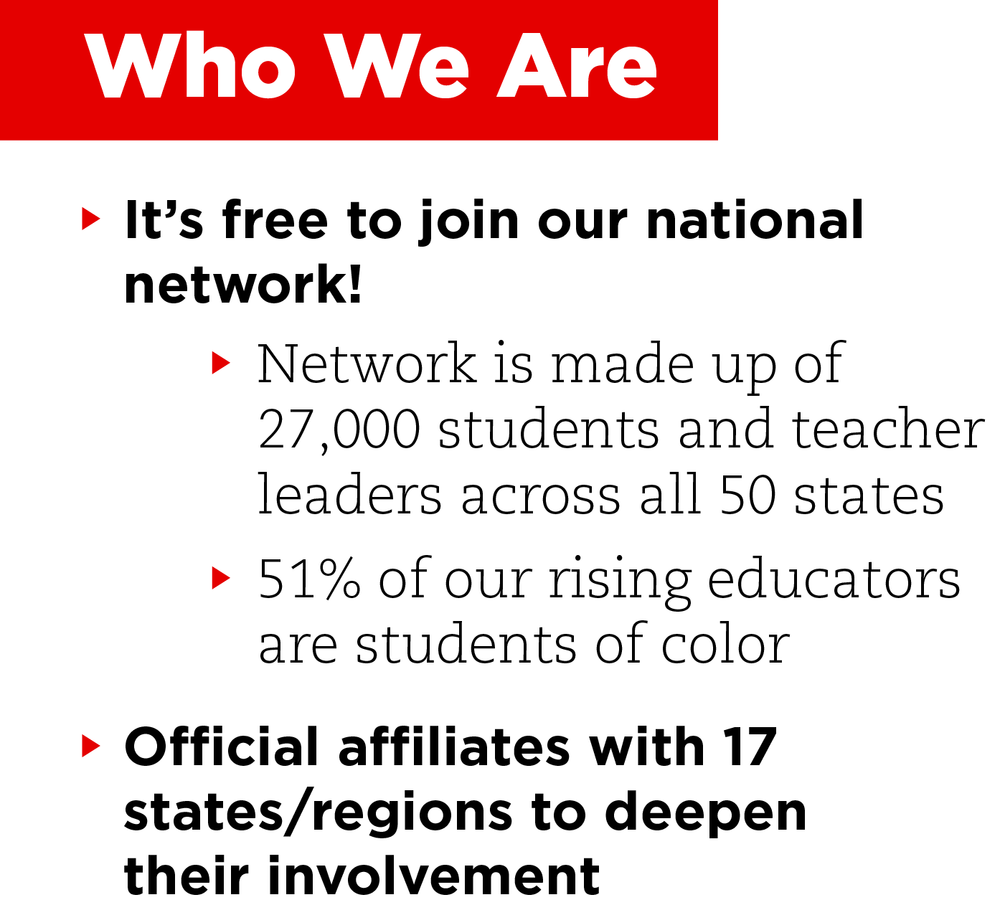 Who We Are
It’s free to join our national
network!
Network is made up of
27,000 students and teacher
leaders across all 50 states
51% of our rising educators
are students of color
Official affiliates with 17
states/regions to deepen
their involvement